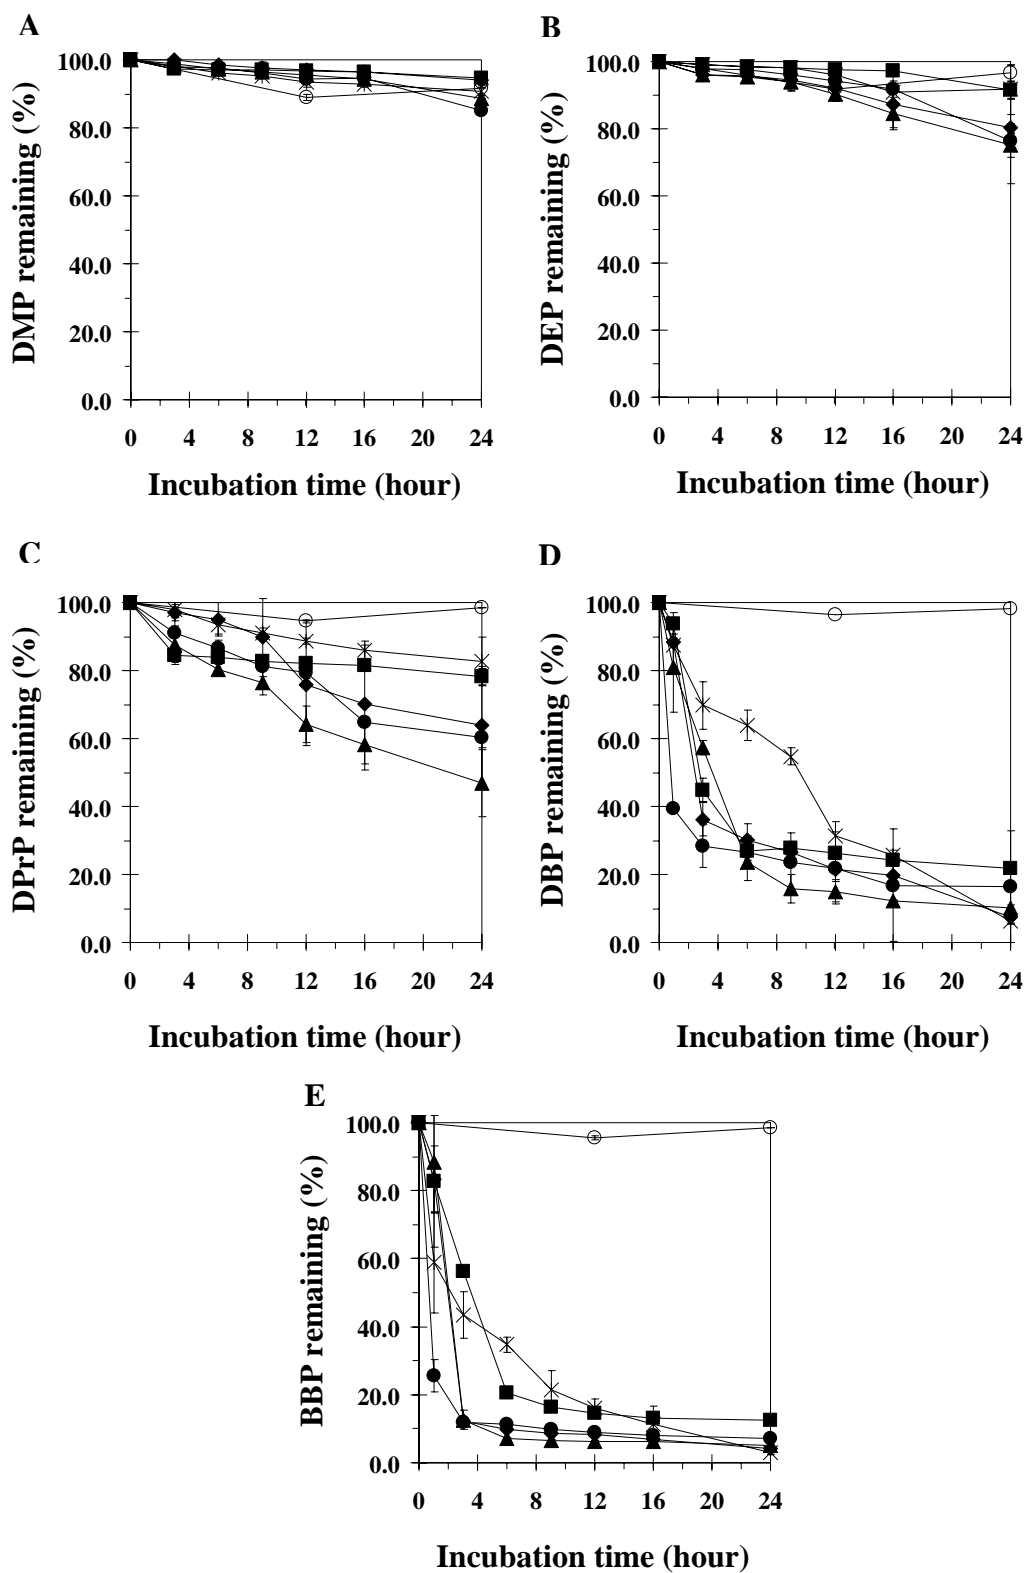 A
DMP remaining (%)
100.0
80.0
60.0
40.0
20.0
0.0
0 4 8 12 16 20 24
Incubation time (hour)
B
DEP remaining (%)
100.0
80.0
60.0
40.0
20.0
0.0
0 4 8 12 16 20 24
Incubation time (hour)
C
DPrP remaining (%)
100.0
80.0
60.0
40.0
20.0
0.0
0 4 8 12 16 20 24
Incubation time (hour)
D
DBP remaining (%)
100.0
80.0
60.0
40.0
20.0
0.0
0 4 8 12 16 20 24
Incubation time (hour)
E
BBP remaining (%)
100.0
80.0
60.0
40.0
20.0
0.0
0 4 8 12 16 20 24
Incubation time (hour)